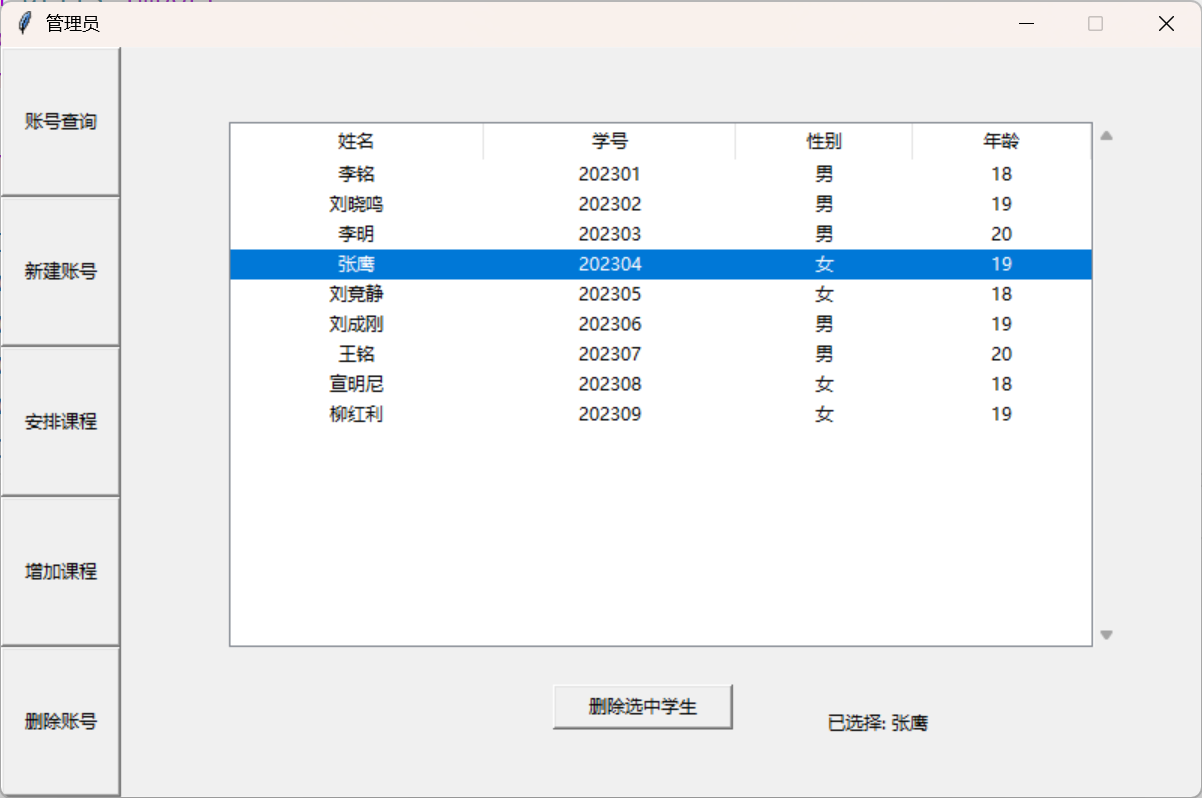 管理员
账号查询
新建账号
安排课程
增加课程
删除账号
姓名 学号 性别 年龄
李铭 202301 男 18
刘晓鸣 202302 男 19
李明 202303 男 20
张鹰 202304 女 19
刘竟静 202305 女 18
刘成刚 202306 男 19
王铭 202307 男 20
宣明尼 202308 女 18
柳红利 202309 女 19
删除选中学生
已选择: 张鹰